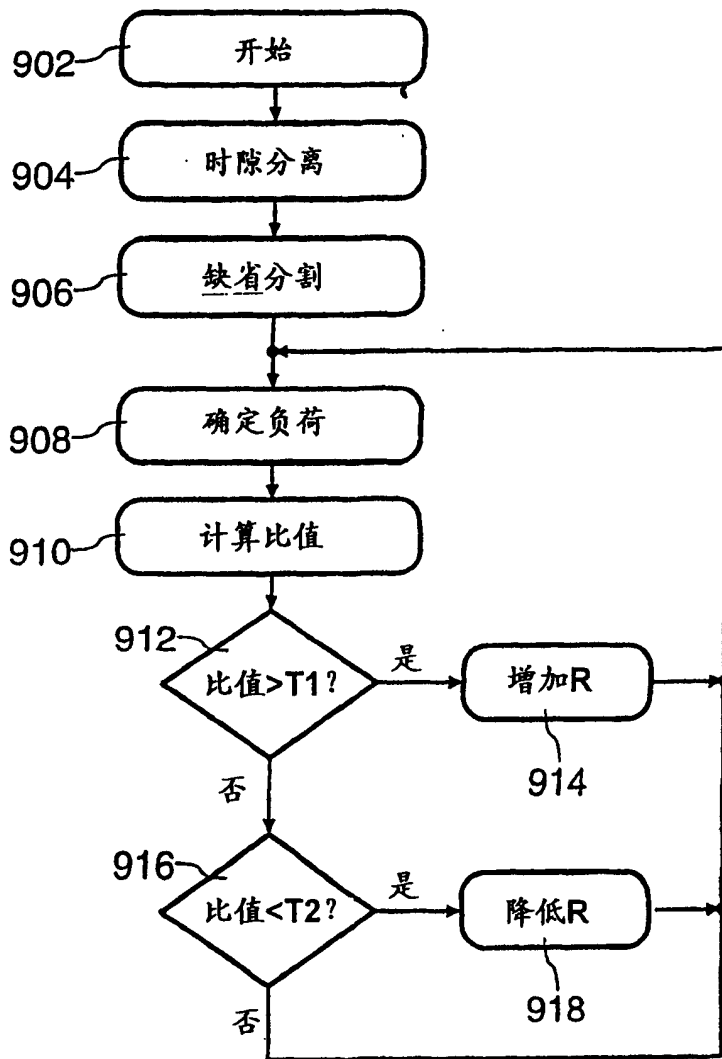 902
开始
904
时隙分离
906
缺省分割
908
确定负荷
910
计算比值
912
比值>T1?
是
增加R
914
否
916
比值<T2?
是
降低R
918
否